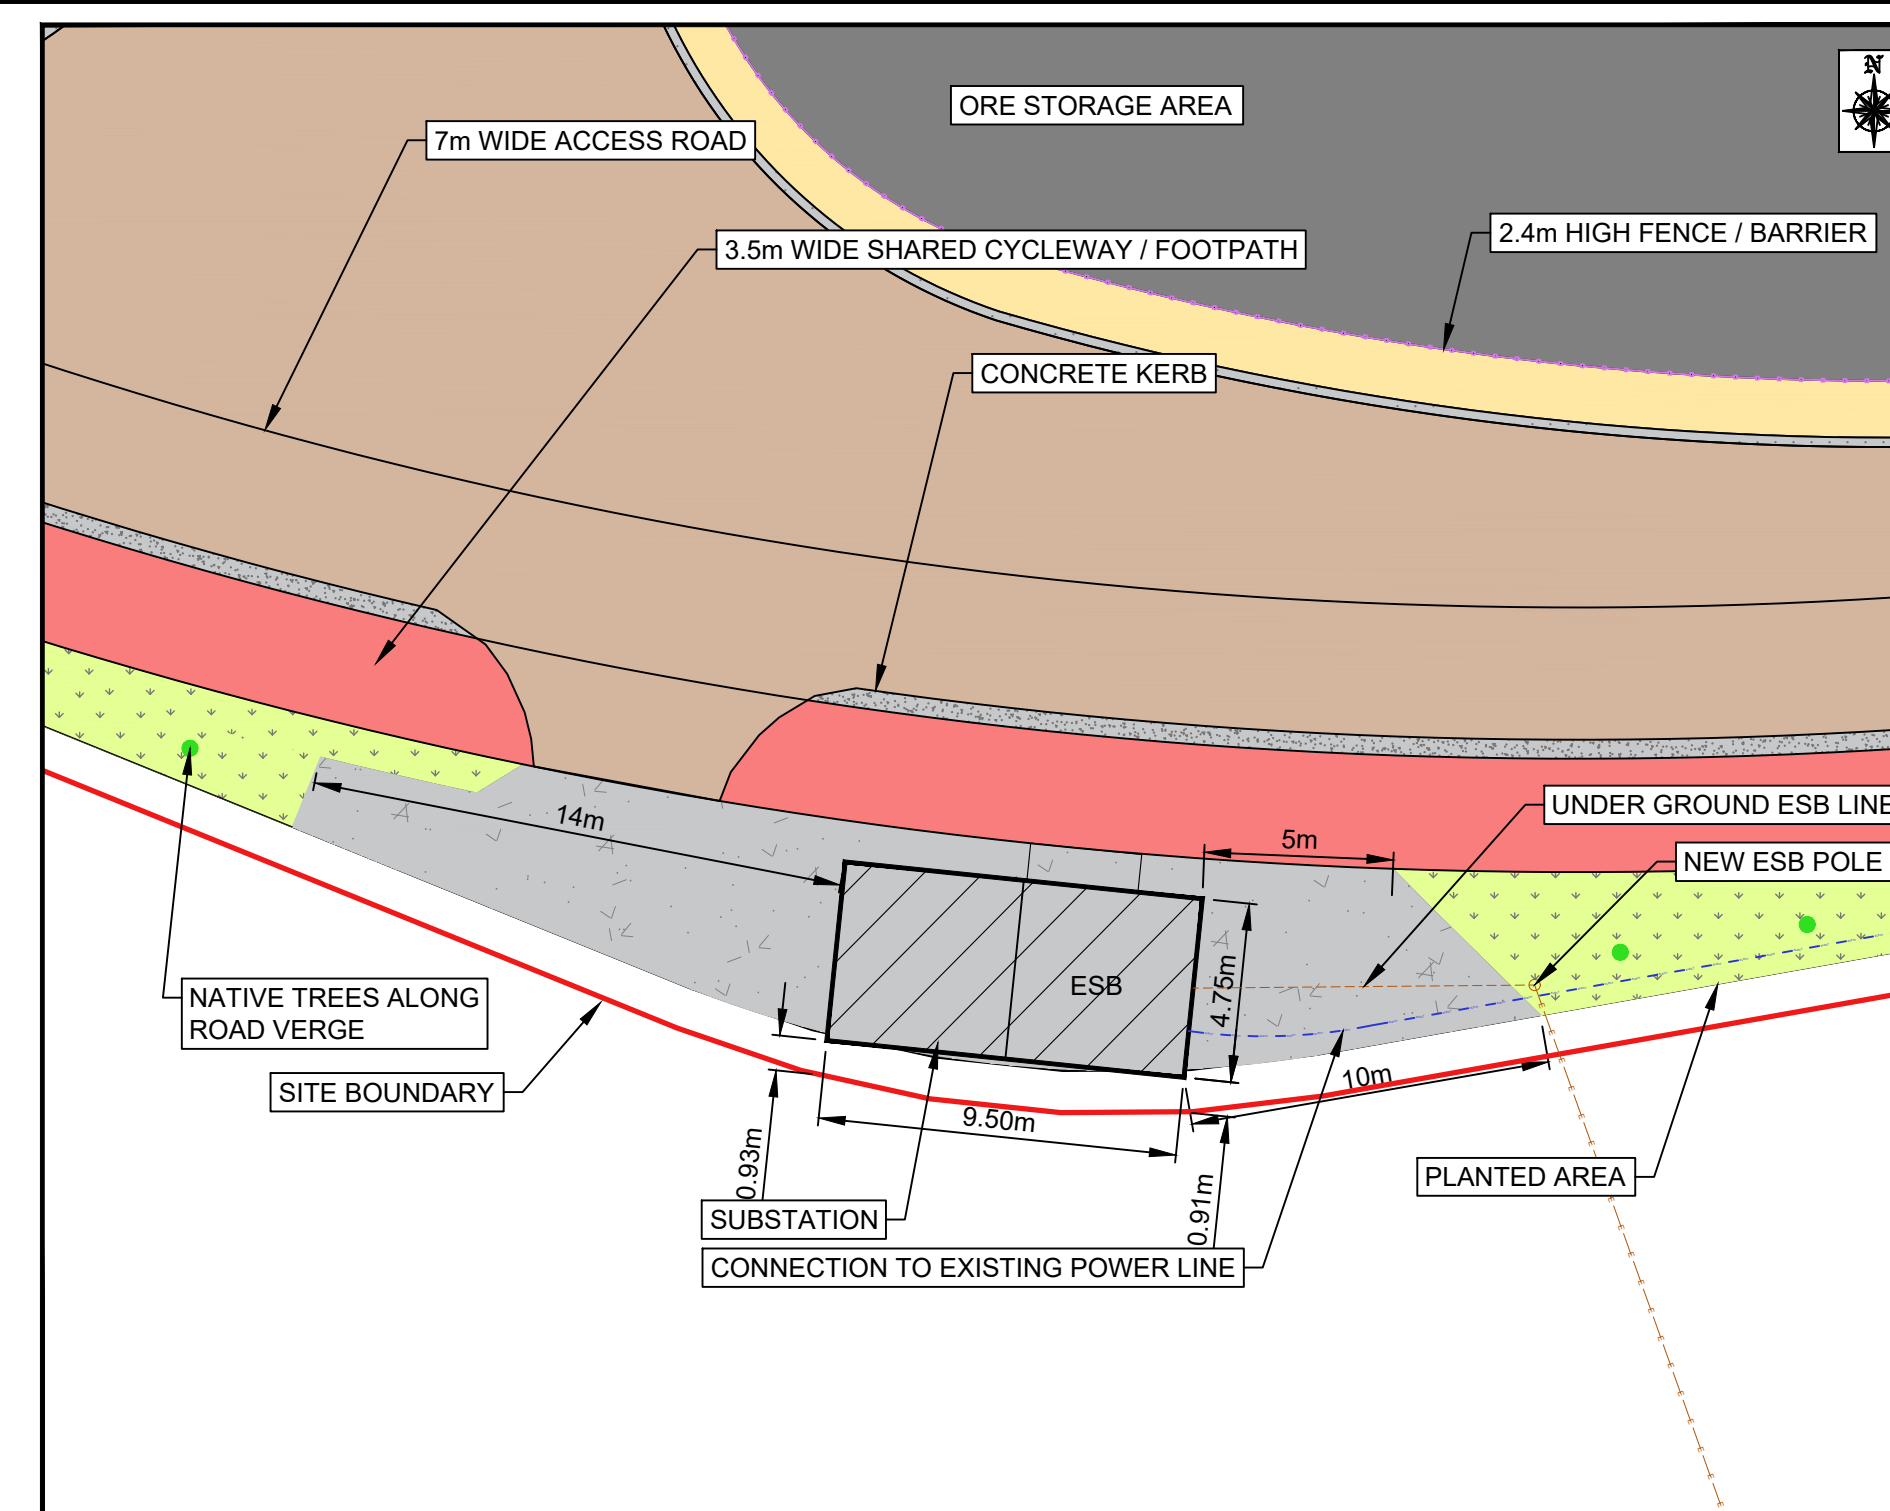 N
ORE STORAGE AREA
7m WIDE ACCESS ROAD
2.4m HIGH FENCE / BARRIER
3.5m WIDE SHARED CYCLEWAY / FOOTPATH
CONCRETE KERB
UNDER GROUND ESB LINE
14m
5m
NEW ESB POLE
ESB
4.75m
NATIVE TREES ALONG
ROAD VERGE
SITE BOUNDARY
10m
9.50m
0.93m
0.91m
PLANTED AREA
SUBSTATION
CONNECTION TO EXISTING POWER LINE